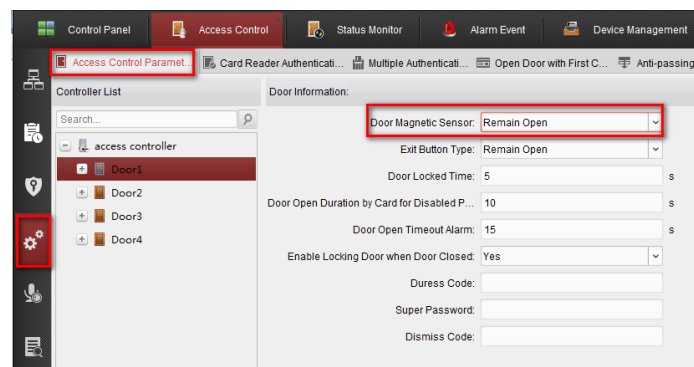 Control Panel Access Control Status Monitor Alarm Event Device Management
Access Control Paramet... Card Reader Authenticati... Multiple Authenticati... Open Door with First C... Anti-passing
Controller List
Door Information:
Search...
access controller
Door1
Door2
Door3
Door4
Door Magnetic Sensor: Remain Open
Exit Button Type: Remain Open
Door Locked Time: 5 s
Door Open Duration by Card for Disabled P... 10 s
Door Open Timeout Alarm: 15 s
Enable Locking Door when Door Closed: Yes
Duress Code:
Super Password:
Dismiss Code: